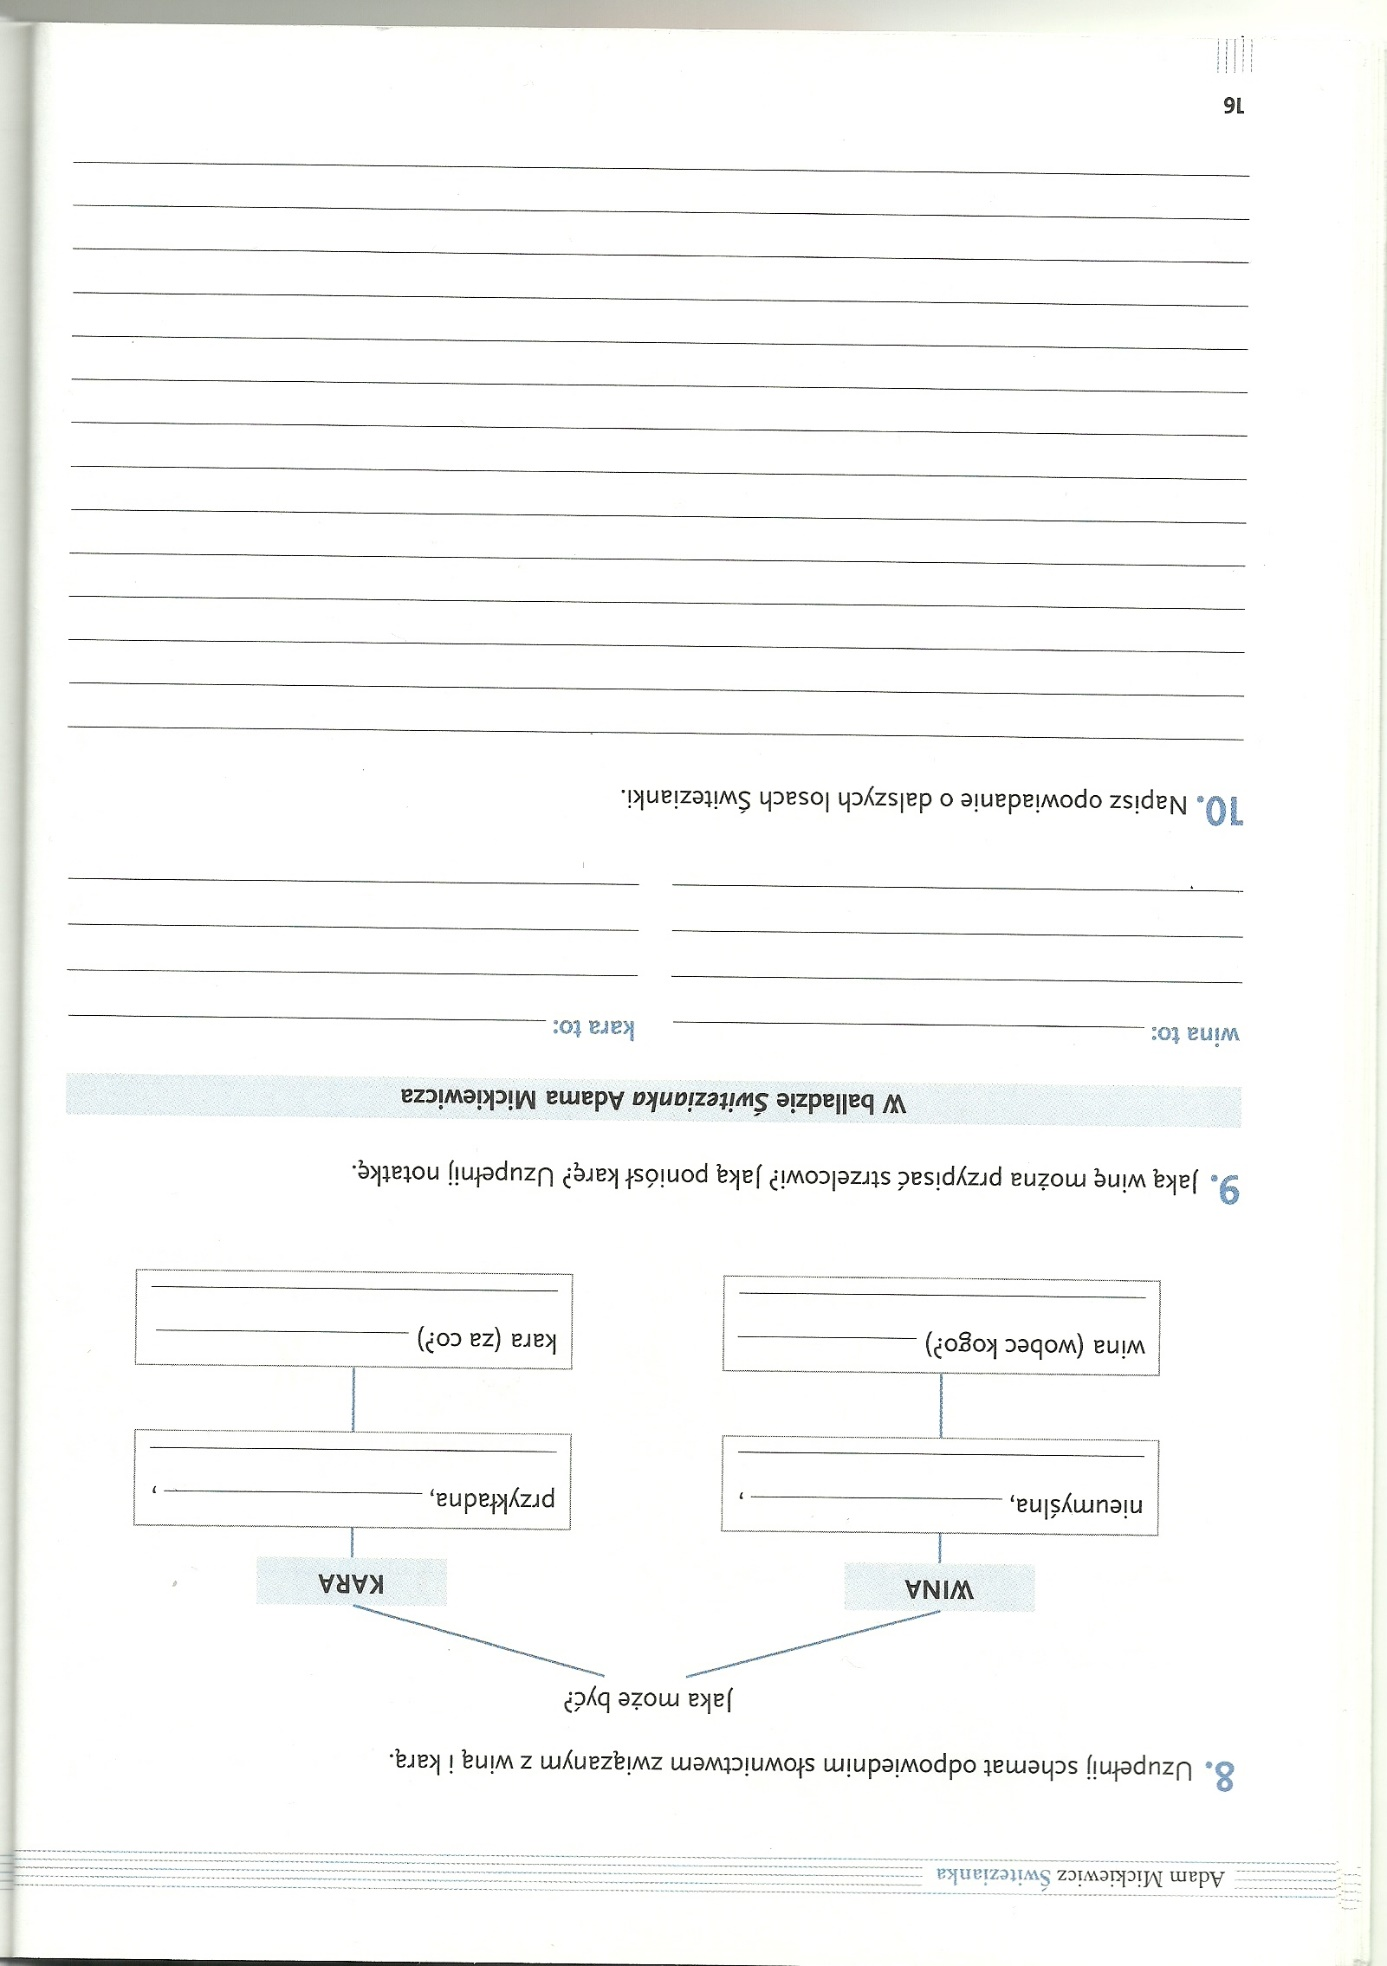 Adam Mickiewicz Świtezianka
8. Uzupełnij schemat odpowiednim słownictwem związanym z winą i karą.
Jaka może być?
WINA
KARA
nieumyślna, ,
przykładna, ,
wina (wobec kogo?)
kara (za co?)
9. Jaką winę można przypisać strzelcowi? Jaką poniósł karę? Uzupełnij notatkę.
W balladzie Świtezianka Adama Mickiewicza
wina to:
kara to:
10. Napisz opowiadanie o dalszych losach Świtezianki.
16